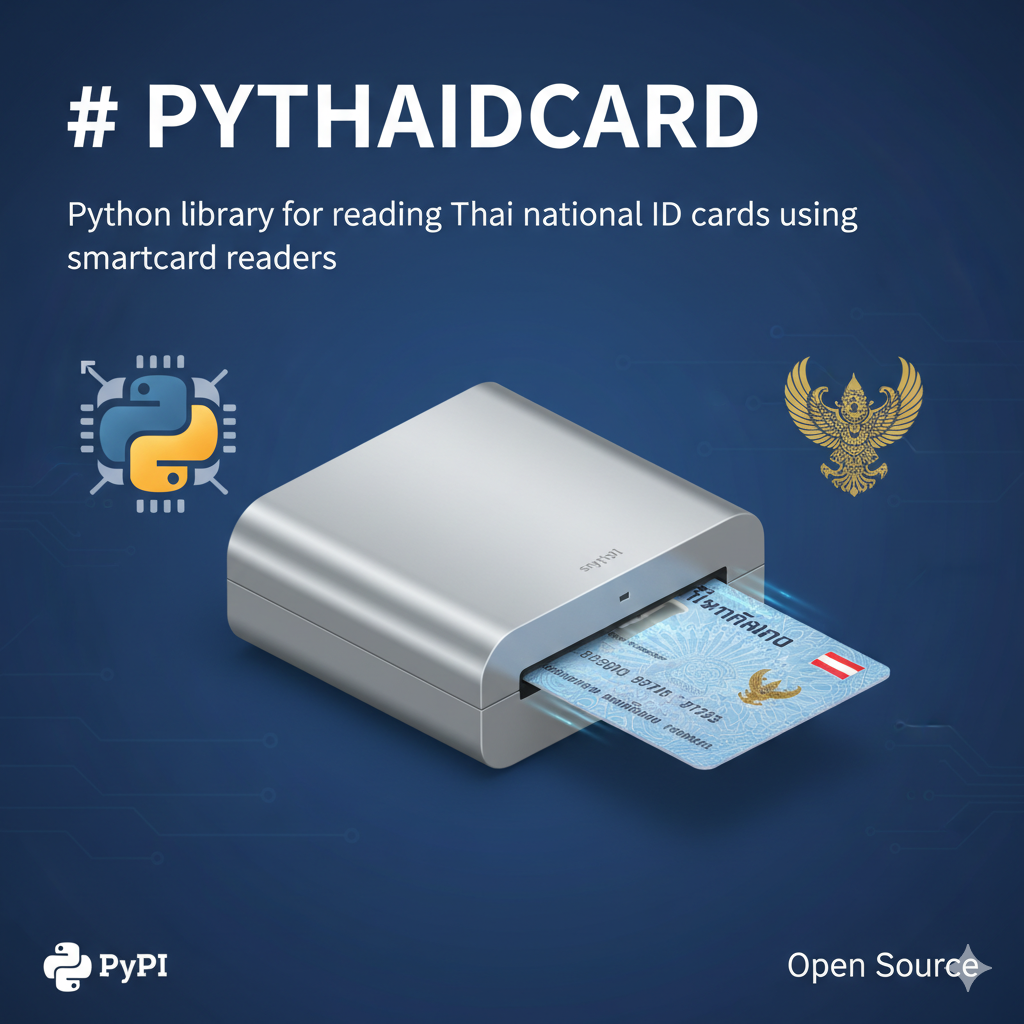 # PYTHAIDCARD
Python library for reading Thai national ID cards using
smartcard readers
PyPI
Open Source